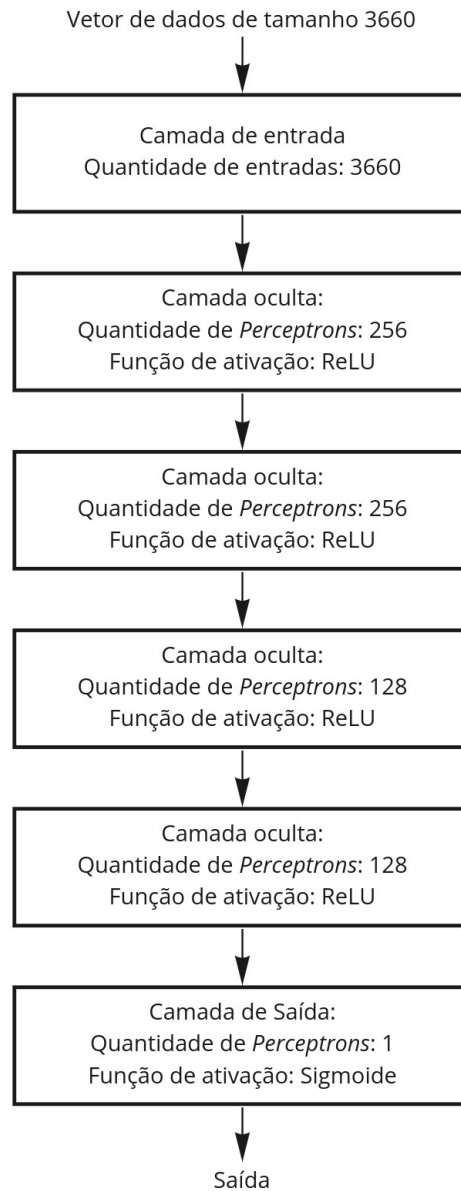 Vetor de dados de tamanho 3660
Camada de entrada
Quantidade de entradas: 3660
Camada oculta:
Quantidade de Perceptrons: 256
Função de ativação: ReLU
Camada oculta:
Quantidade de Perceptrons: 256
Função de ativação: ReLU
Camada oculta:
Quantidade de Perceptrons: 128
Função de ativação: ReLU
Camada oculta:
Quantidade de Perceptrons: 128
Função de ativação: ReLU
Camada de Saída:
Quantidade de Perceptrons: 1
Função de ativação: Sigmoide
Saída